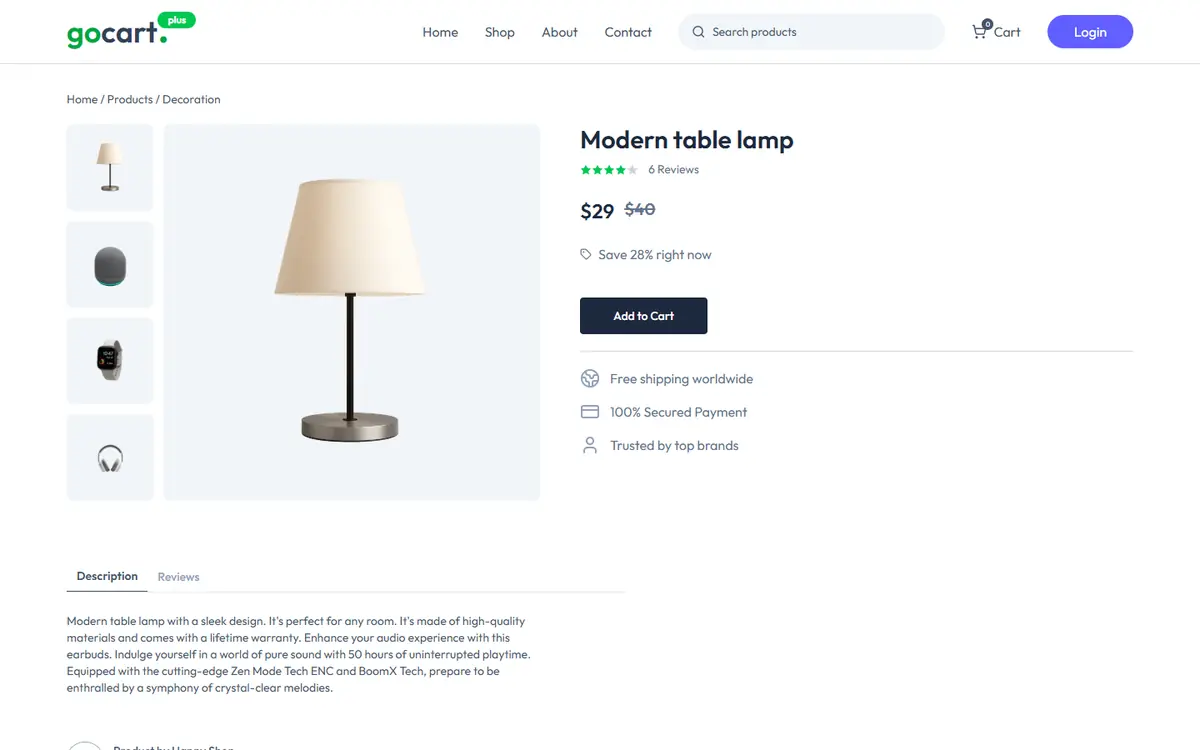 gocart.
plus
Home
Shop
About
Contact
Search products
0
Cart
Login
Home / Products / Decoration
Modern table lamp
6 Reviews
$29 $40
Save 28% right now
Add to Cart
Free shipping worldwide
100% Secured Payment
Trusted by top brands
Description
Reviews
Modern table lamp with a sleek design. It's perfect for any room. It's made of high-quality
materials and comes with a lifetime warranty. Enhance your audio experience with this
earbuds. Indulge yourself in a world of pure sound with 50 hours of uninterrupted playtime.
Equipped with the cutting-edge Zen Mode Tech ENC and BoomX Tech, prepare to be
enthralled by a symphony of crystal-clear melodies.
Product by Happy Shop